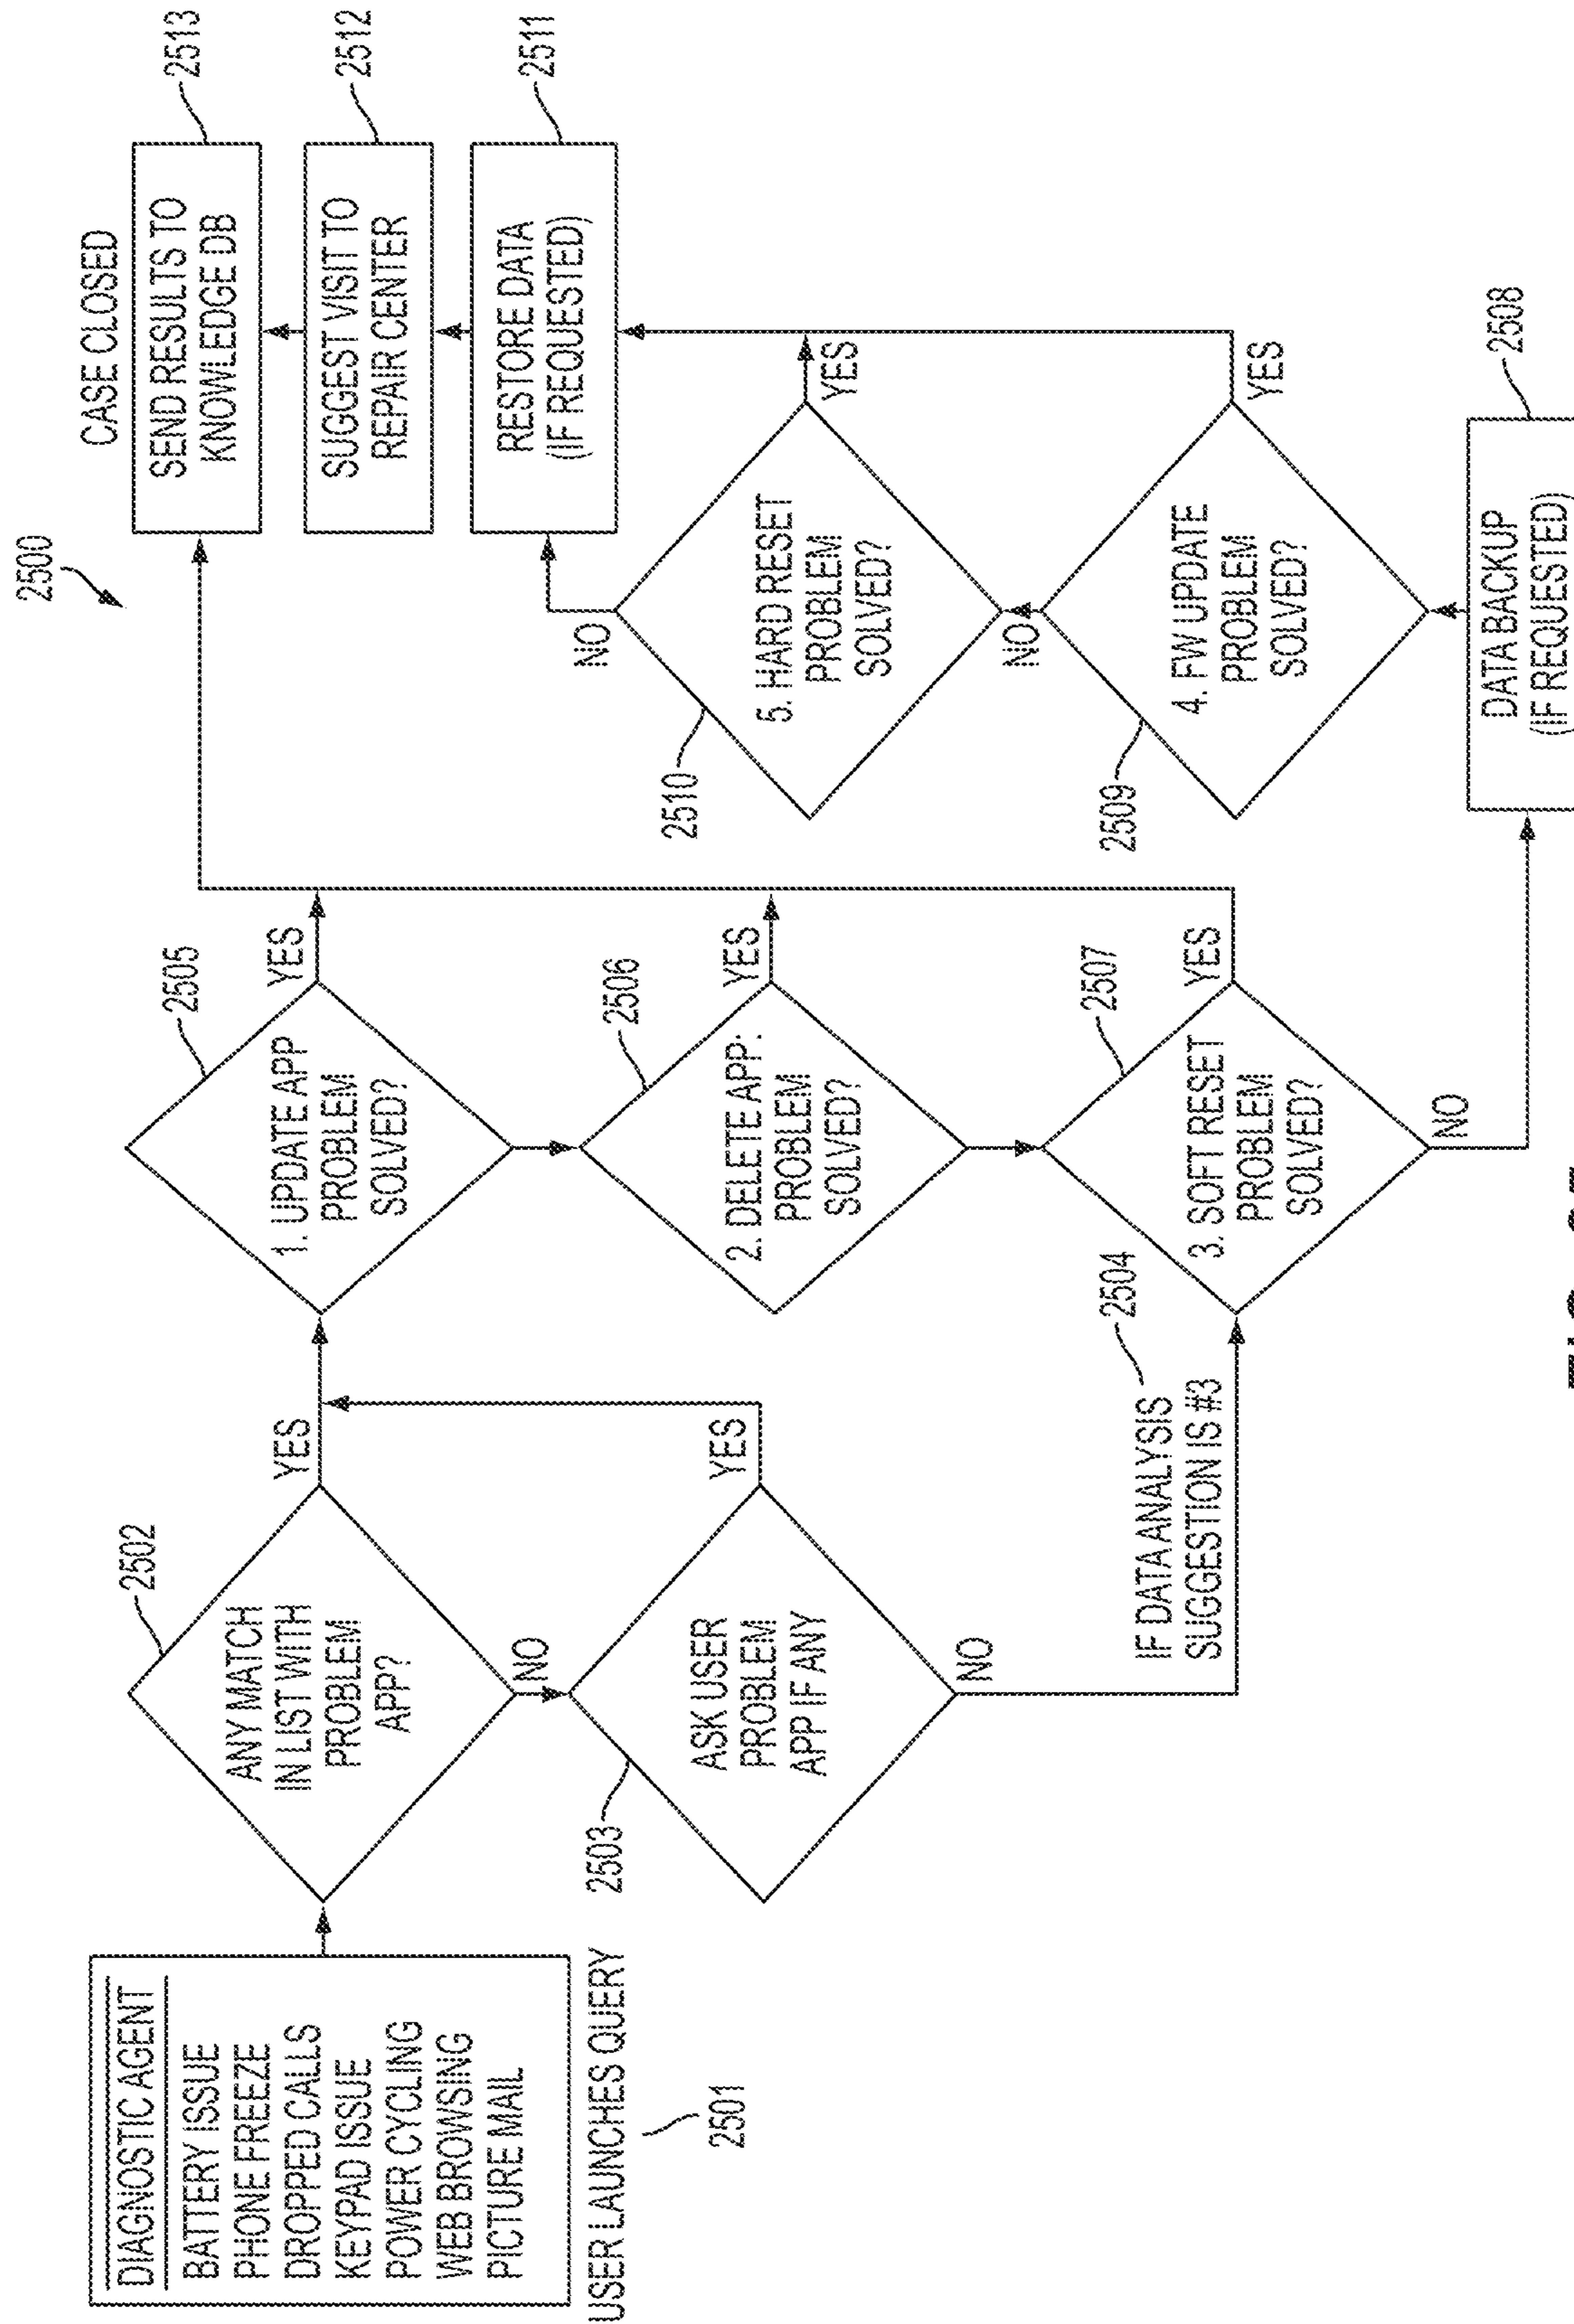 2500
DIAGNOSTIC AGENT
BATTERY ISSUE
PHONE FREEZE
DROPPED CALLS
KEYPAD ISSUE
POWER CYCLING
WEB BROWSING
PICTURE MAIL
USER LAUNCHES QUERY
2501
2502
ANY MATCH
IN LIST WITH
PROBLEM
APP?
YES
NO
2503
ASK USER
PROBLEM
APP IF ANY
YES
NO
IF DATA ANALYSIS
SUGGESTION IS #3
2504
2505
1. UPDATE APP
PROBLEM
SOLVED?
YES
2506
2. DELETE APP:
PROBLEM
SOLVED?
YES
2507
3. SOFT RESET
PROBLEM
SOLVED?
YES
NO
2508
DATA BACKUP
(IF REQUESTED)
2509
4. FW UPDATE
PROBLEM
SOLVED?
YES
NO
2510
5. HARD RESET
PROBLEM
SOLVED?
YES
NO
2511
RESTORE DATA
(IF REQUESTED)
2512
SUGGEST VISIT TO
REPAIR CENTER
2513
CASE CLOSED
SEND RESULTS TO
KNOWLEDGE DB